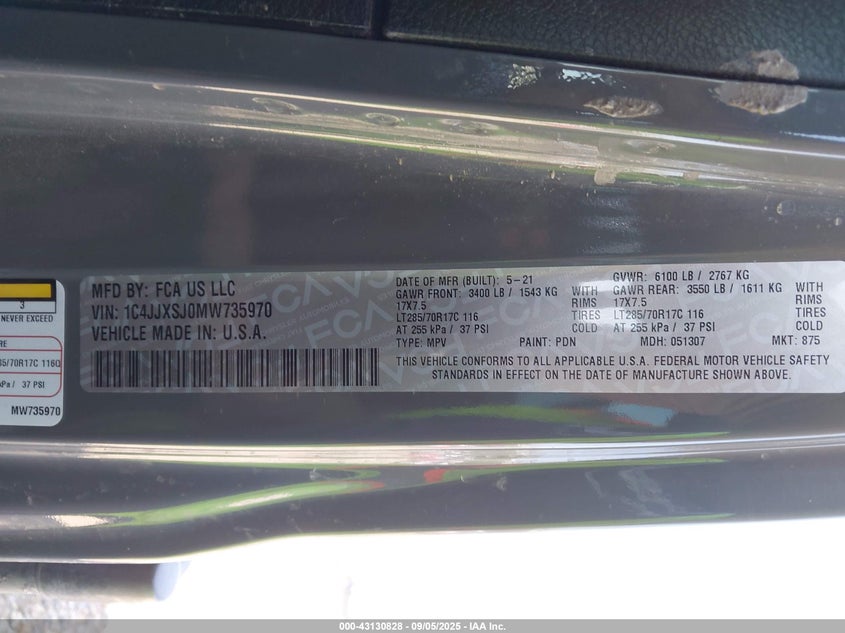 3
NEVER EXCEED
RE
85/70R17C 116Q
kPa / 37 PSI
MW735970
MFD BY: FCA US LLC
VIN: 1C4JJXSJ0MW735970
VEHICLE MADE IN U.S.A.
DATE OF MFR (BUILT): 5-21 GVWR: 6100 LB / 2767 KG
GAWR FRONT: 3400 LB / 1543 KG WITH GAWR REAR: 3550 LB / 1611 KG WITH
17X7.5 RIMS 17X7.5 RIMS
LT285/70R17C 116 TIRES LT285/70R17C 116 TIRES
AT 255 kPa / 37 PSI COLD AT 255 kPa / 37 PSI COLD
TYPE: MPV PAINT: PDN MDH: 051307 MKT: 875
THIS VEHICLE CONFORMS TO ALL APPLICABLE U.S.A. FEDERAL MOTOR VEHICLE SAFETY
STANDARDS IN EFFECT ON THE DATE OF MANUFACTURE SHOWN ABOVE.
000-43130828 - 09/05/2025 - IAA Inc.